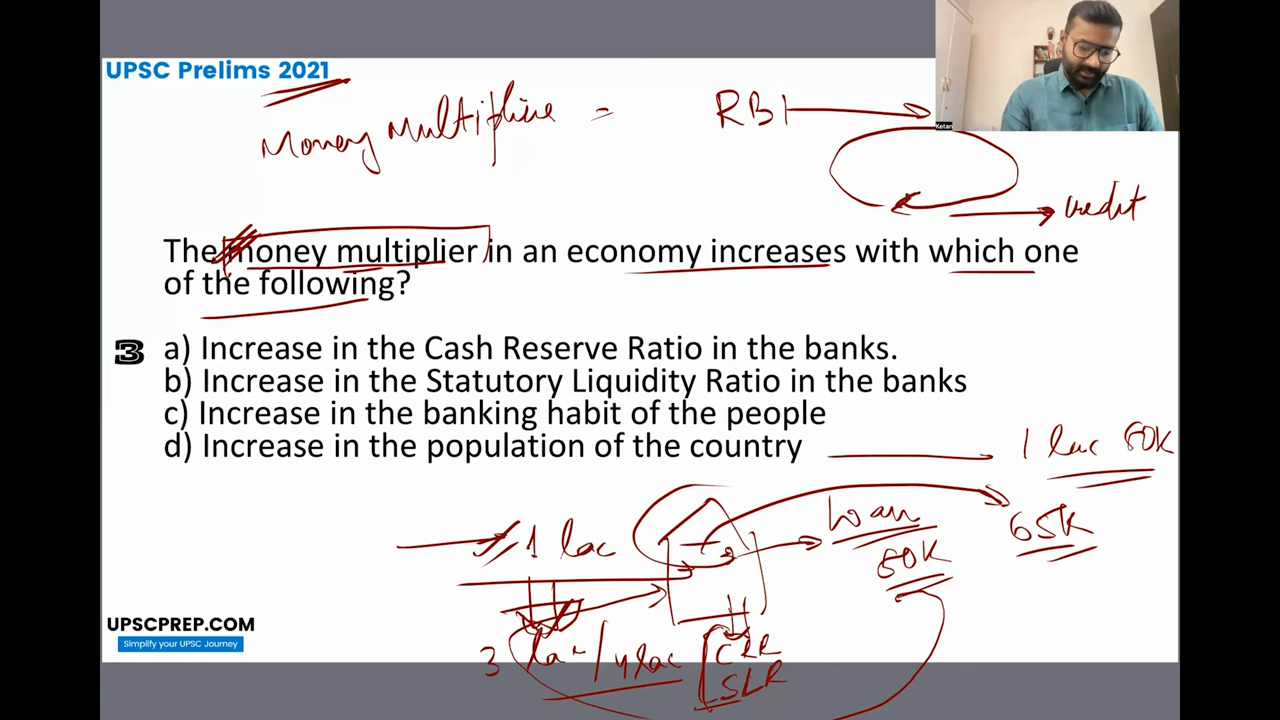 UPSC Prelims 2021
Money Multiplier =
RBI
Ketan
credit
The money multiplier in an economy increases with which one
of the following?
3
a) Increase in the Cash Reserve Ratio in the banks.
b) Increase in the Statutory Liquidity Ratio in the banks
c) Increase in the banking habit of the people
d) Increase in the population of the country
1 lac 80K
1 lac
Loan
80K
65K
UPSCPREP.COM
Simplify your UPSC Journey
3 lac / 4 lac
CRR
SLR